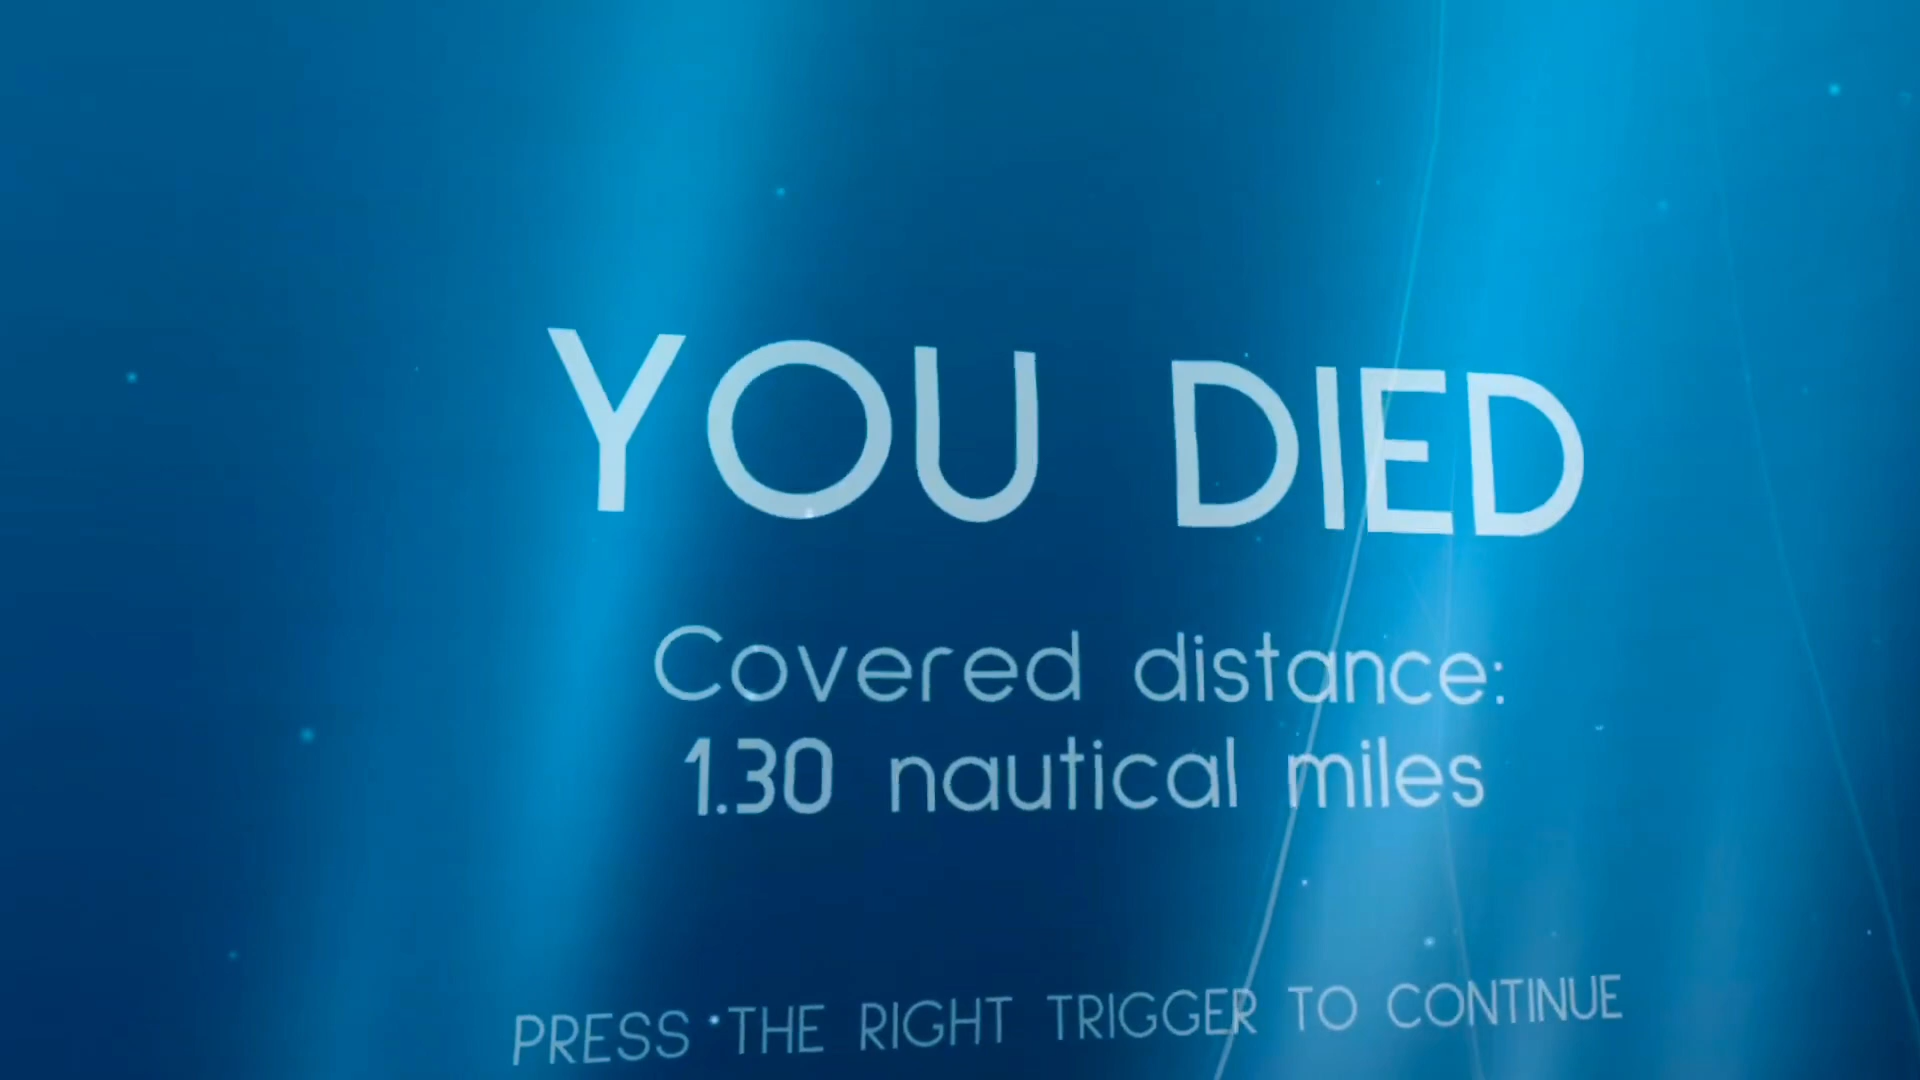 YOU DIED
Covered distance:
1.30 nautical miles
PRESS THE RIGHT TRIGGER TO CONTINUE